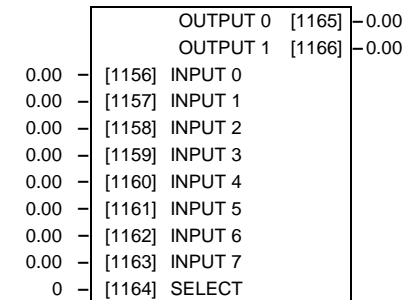 OUTPUT 0 [1165] –0.00
OUTPUT 1 [1166] –0.00
0.00 – [1156] INPUT 0
0.00 – [1157] INPUT 1
0.00 – [1158] INPUT 2
0.00 – [1159] INPUT 3
0.00 – [1160] INPUT 4
0.00 – [1161] INPUT 5
0.00 – [1162] INPUT 6
0.00 – [1163] INPUT 7
0 – [1164] SELECT